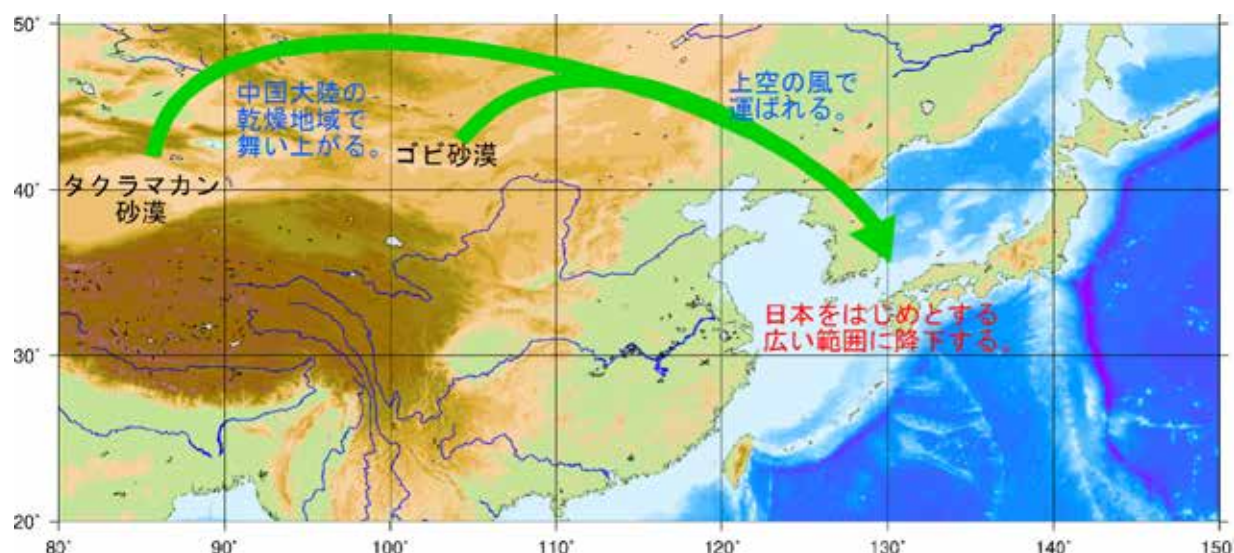 50°
中国大陸の
乾燥地域で
舞い上がる。
上空の風で
運ばれる。
ゴビ砂漠
タクラマカン
砂漠
40°
日本をはじめとする
広い範囲に降下する。
30°
20°
80° 90° 100° 110° 120° 130° 140° 150°